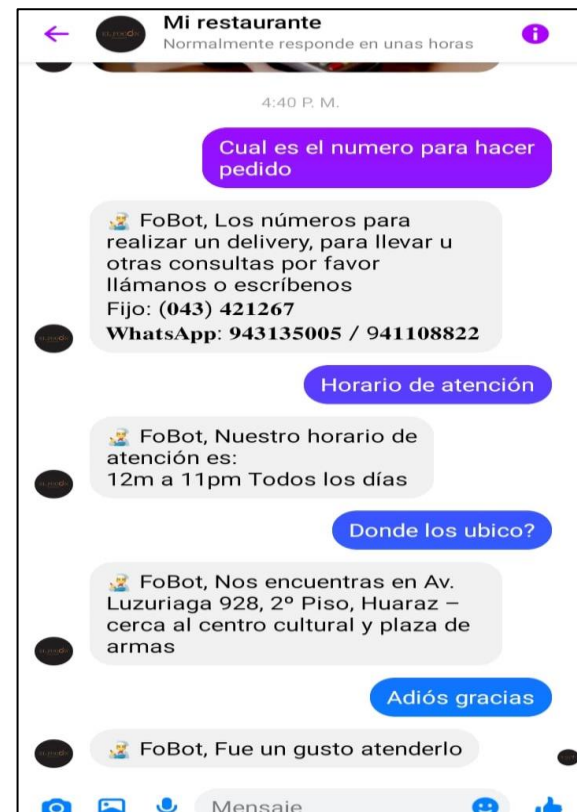 Mi restaurante
Normalmente responde en unas horas
4:40 P. M.
Cual es el numero para hacer
pedido
FoBot, Los números para
realizar un delivery, para llevar u
otras consultas por favor
llámanos o escríbenos
Fijo: (043) 421267
WhatsApp: 943135005 / 941108822
Horario de atención
FoBot, Nuestro horario de
atención es:
12m a 11pm Todos los días
Donde los ubico?
FoBot, Nos encuentras en Av.
Luzuriaga 928, 2º Piso, Huaraz –
cerca al centro cultural y plaza de
armas
Adiós gracias
FoBot, Fue un gusto atenderlo
Mensaje